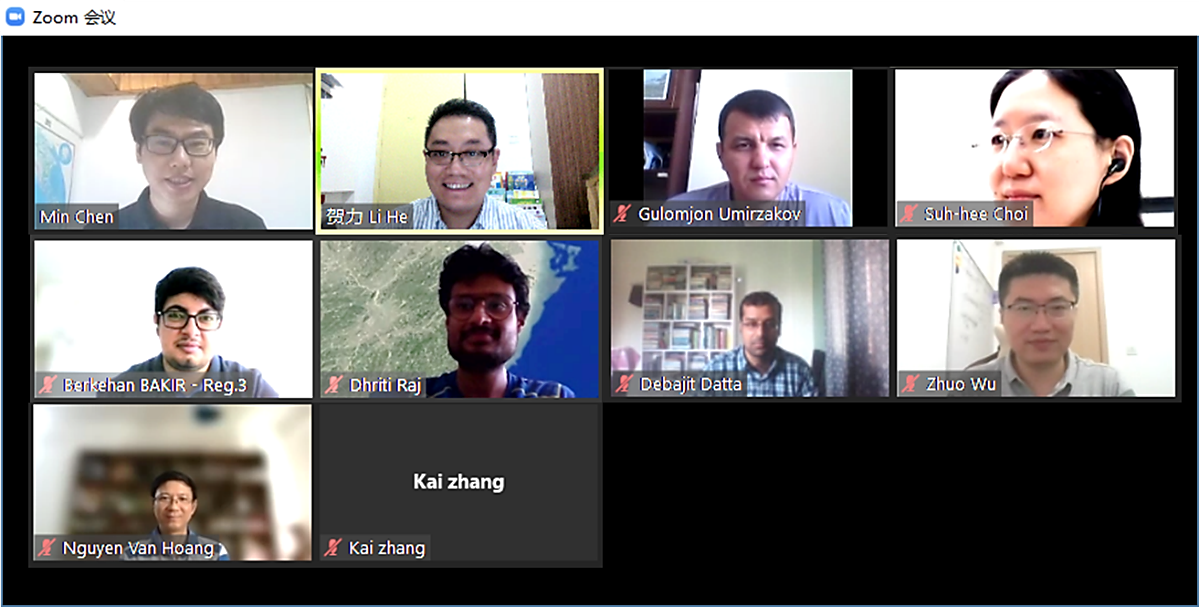 Zoom 会议
Min Chen
贺力 Li He
Gulomjon Umirzakov
Suh-hee Choi
Berkehan BAKIR - Reg.3
Dhriti Raj
Debajit Datta
Zhuo Wu
Nguyen Van Hoang
Kai zhang
Kai zhang